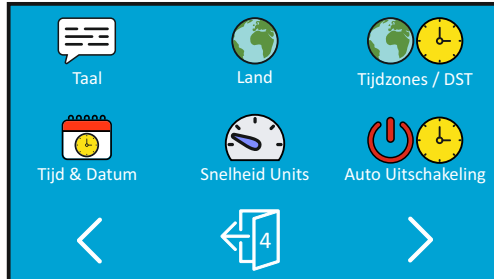 Taal
Land
Tijdzones / DST
Tijd & Datum
Snelheid Units
Auto Uitschakeling
4